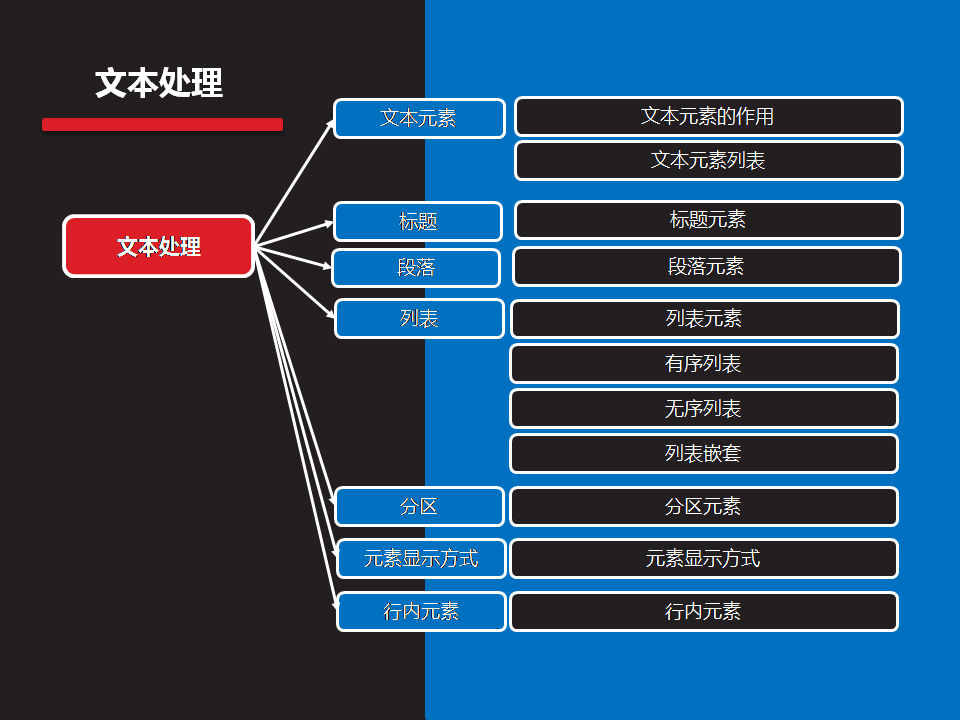 文本处理
文本处理
文本元素
文本元素的作用
文本元素列表
标题
标题元素
段落
段落元素
列表
列表元素
有序列表
无序列表
列表嵌套
分区
分区元素
元素显示方式
元素显示方式
行内元素
行内元素